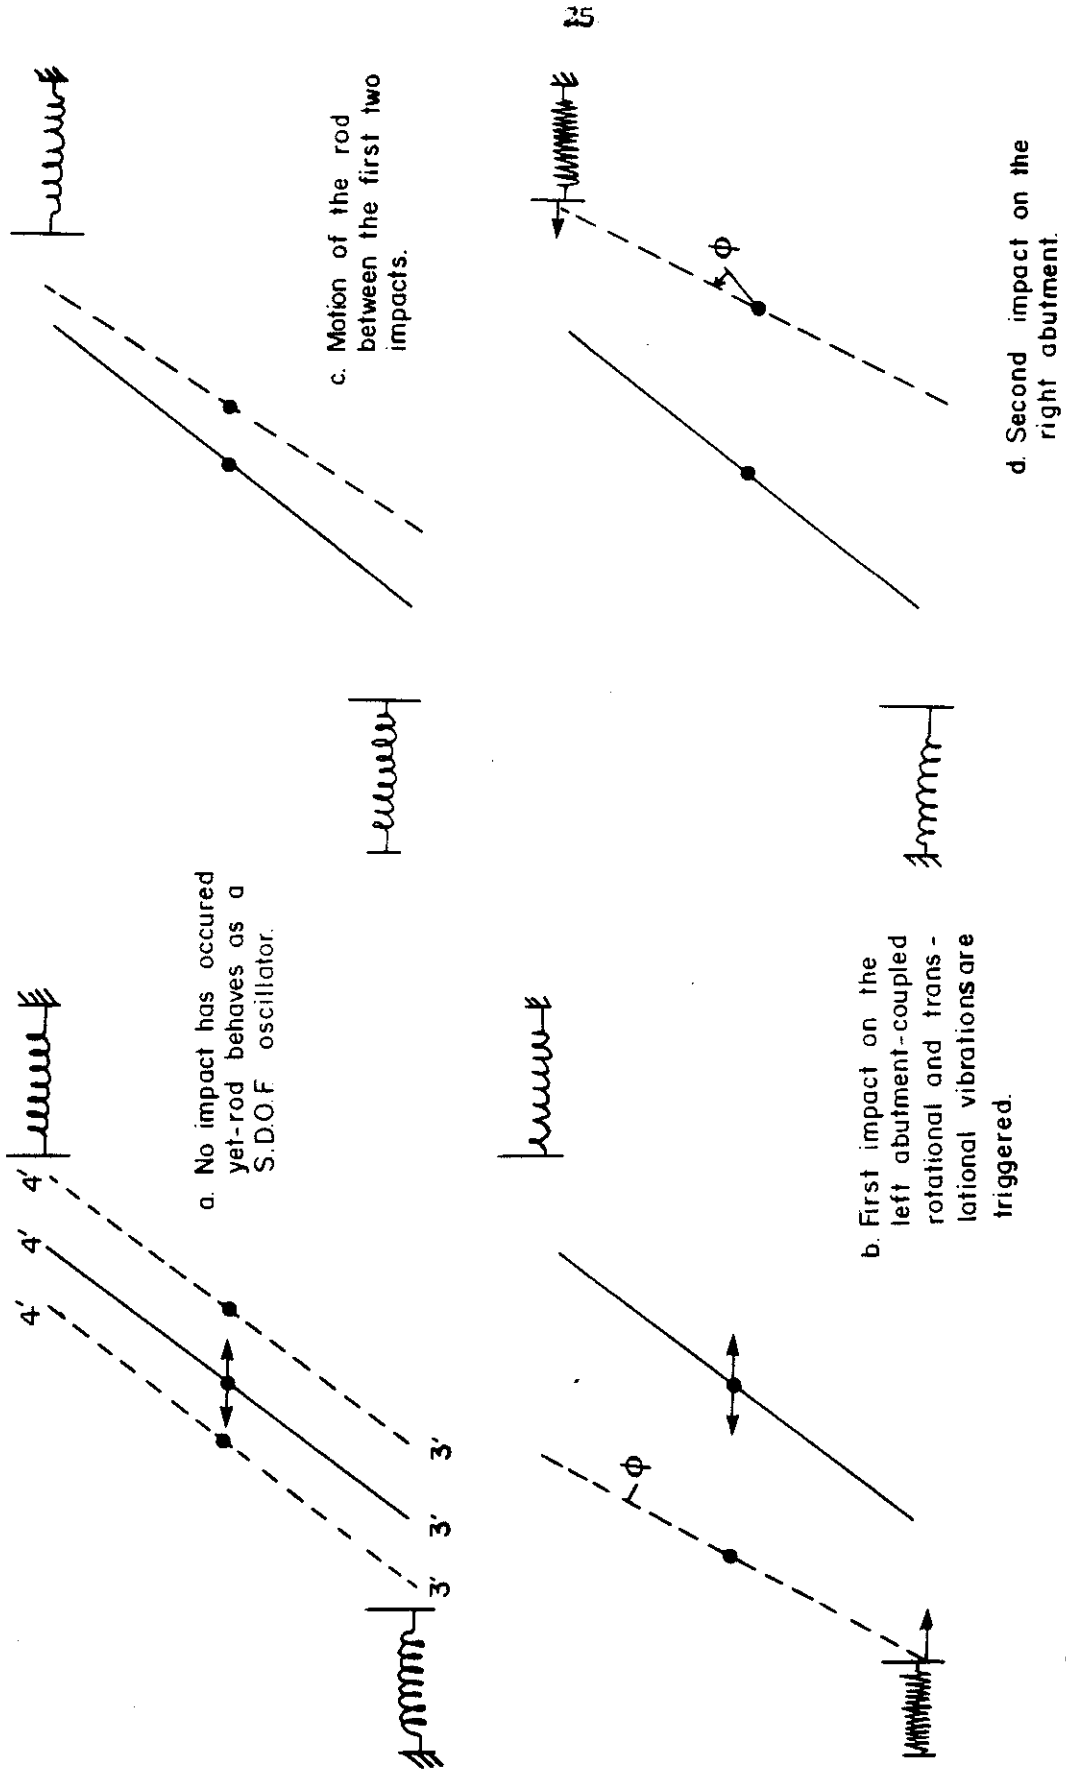 25
4' 4' 4'
3' 3' 3'
a. No impact has occured
yet-rod behaves as a
S.D.O.F oscillator.
c. Motion of the rod
between the first two
impacts.
ϕ
b. First impact on the
left abutment-coupled
rotational and trans-
lational vibrations are
triggered.
ϕ
d. Second impact on the
right abutment.